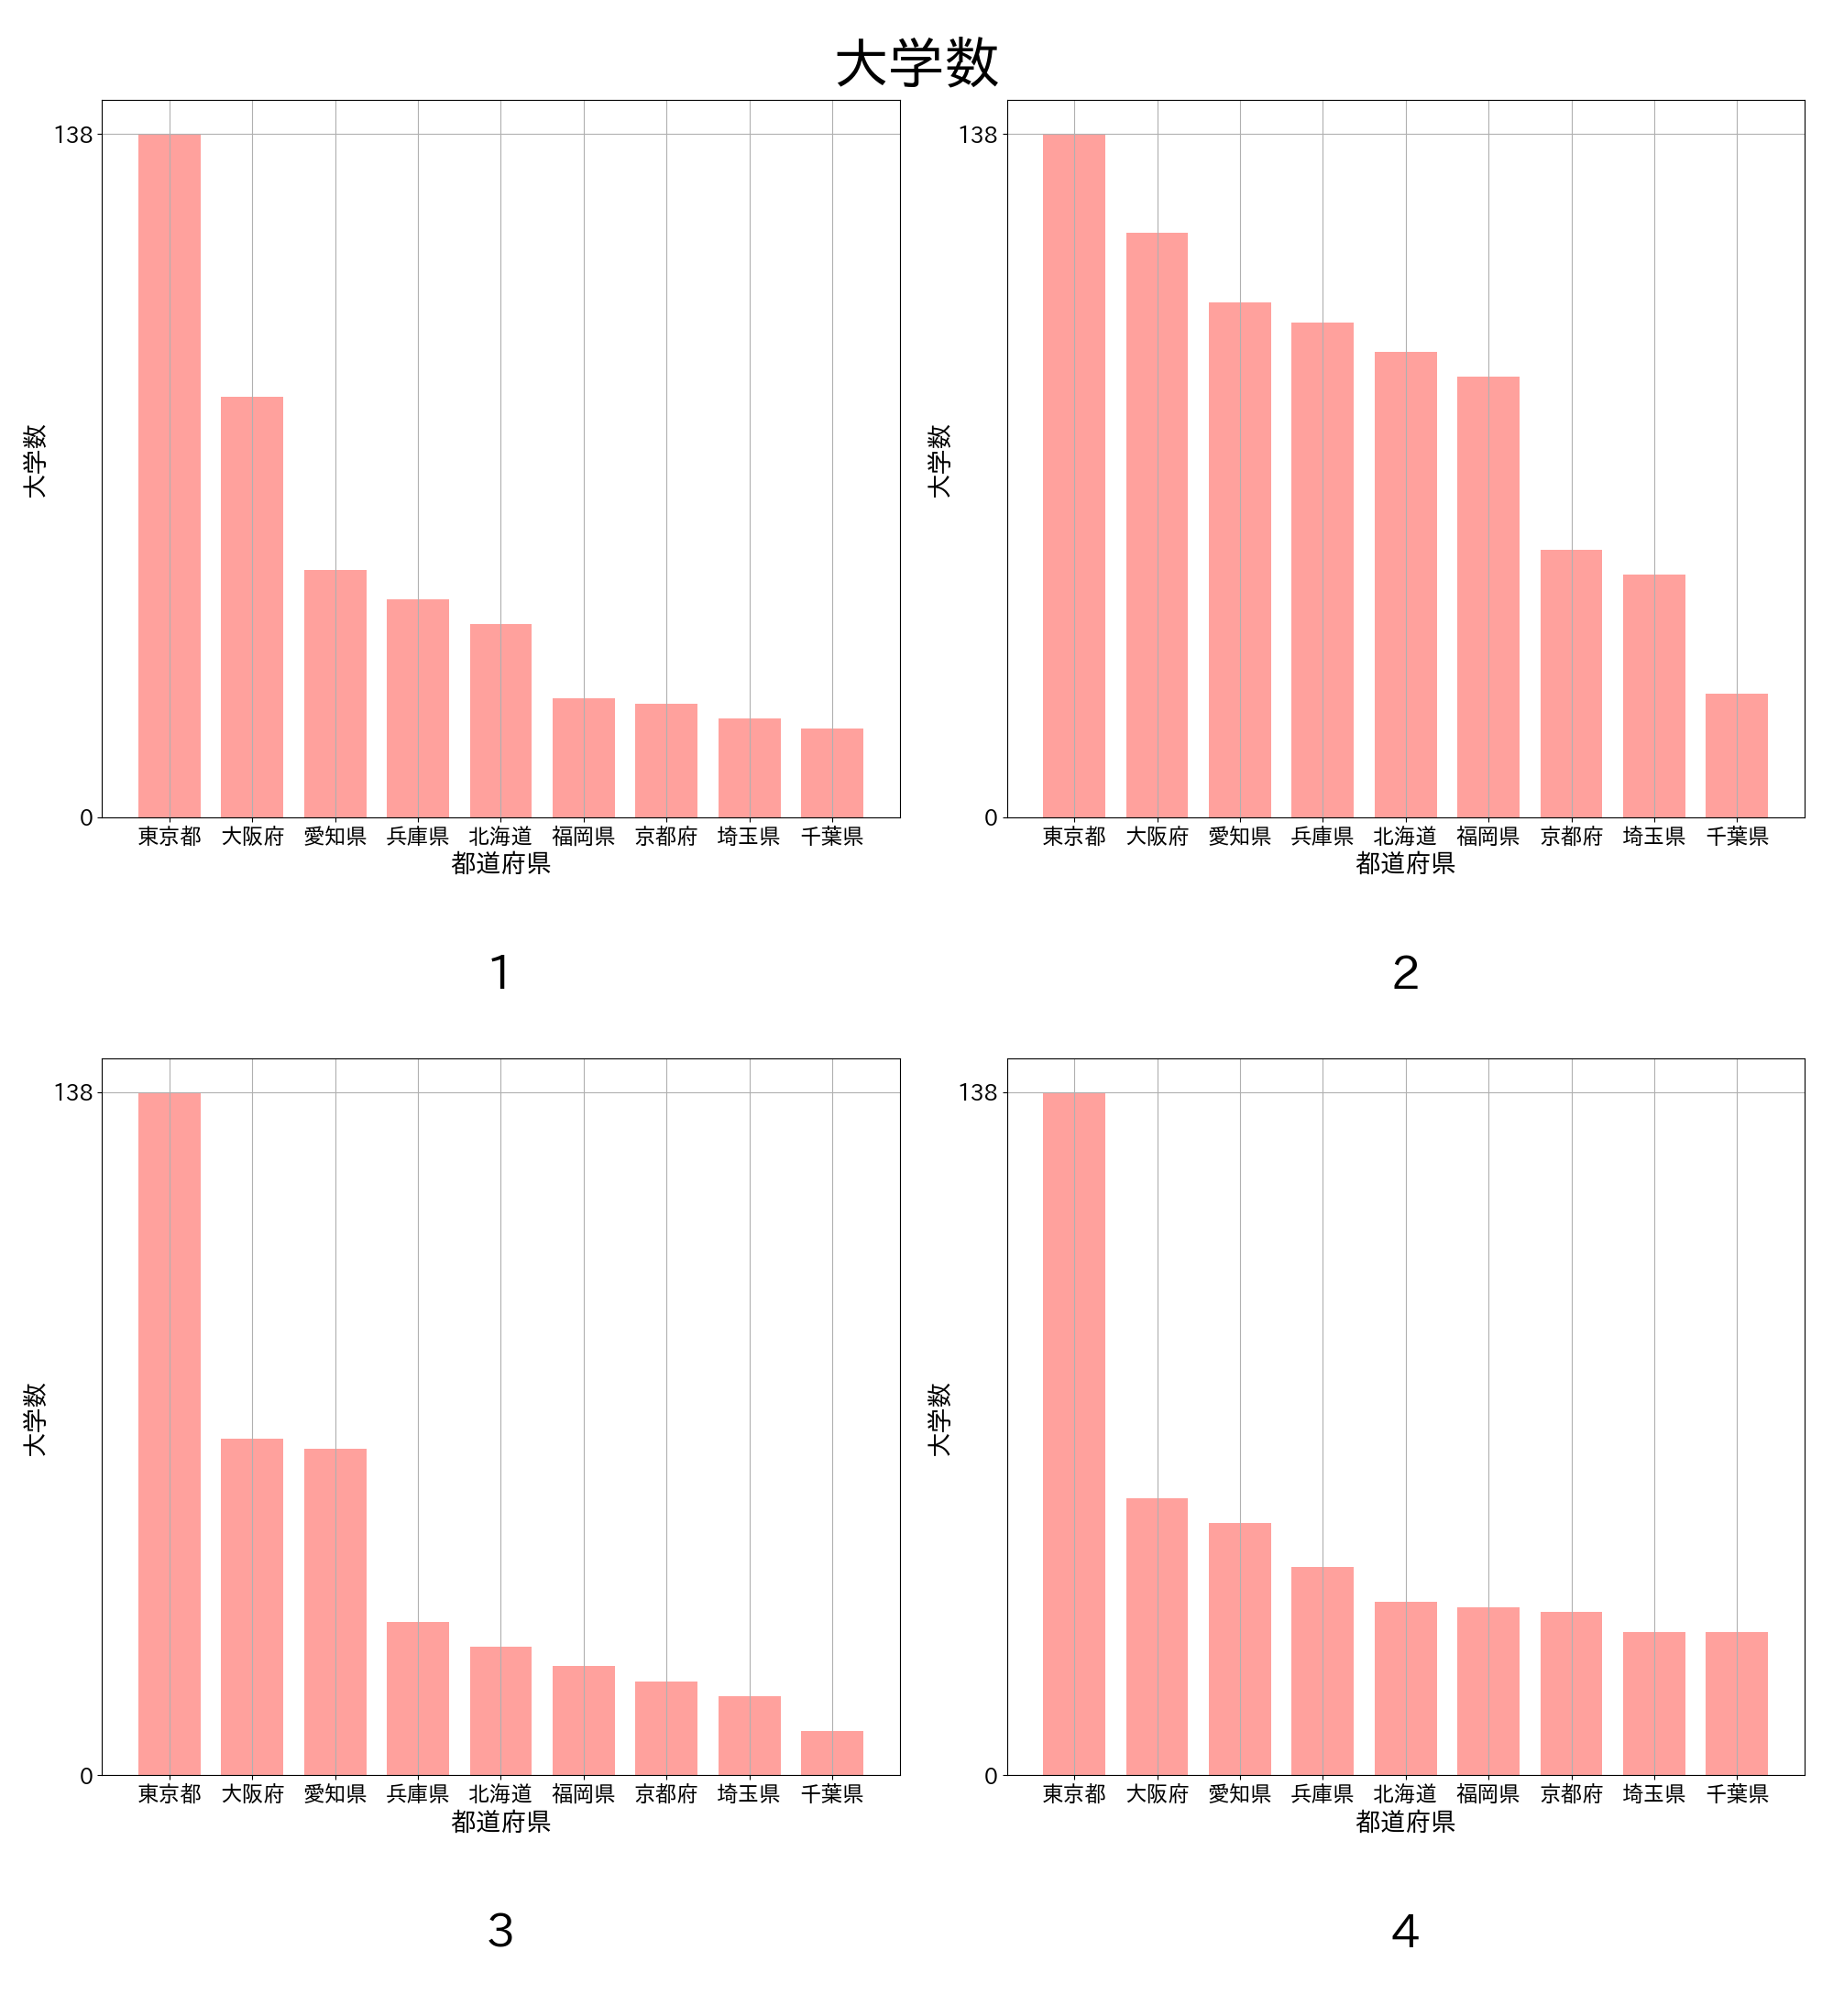 大学数
138
0
大学数
東京都 大阪府 愛知県 兵庫県 北海道 福岡県 京都府 埼玉県 千葉県
都道府県
1
138
0
大学数
東京都 大阪府 愛知県 兵庫県 北海道 福岡県 京都府 埼玉県 千葉県
都道府県
2
138
0
大学数
東京都 大阪府 愛知県 兵庫県 北海道 福岡県 京都府 埼玉県 千葉県
都道府県
3
138
0
大学数
東京都 大阪府 愛知県 兵庫県 北海道 福岡県 京都府 埼玉県 千葉県
都道府県
4